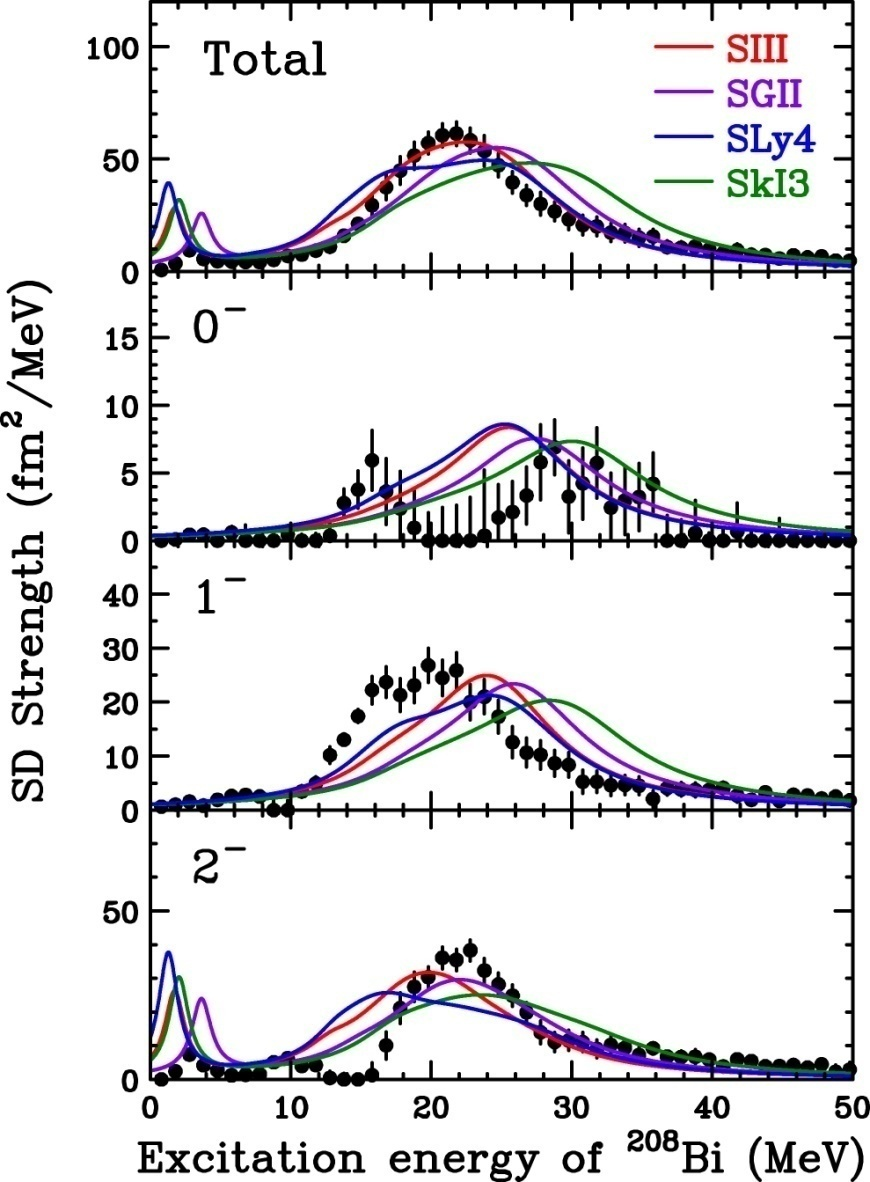 Total
SIII
SGII
SLy4
SkI3
100
50
0
0⁻
15
10
5
0
1⁻
40
30
20
10
0
2⁻
50
0
0 10 20 30 40 50
SD Strength (fm²/MeV)
Excitation energy of ²⁰⁸Bi (MeV)